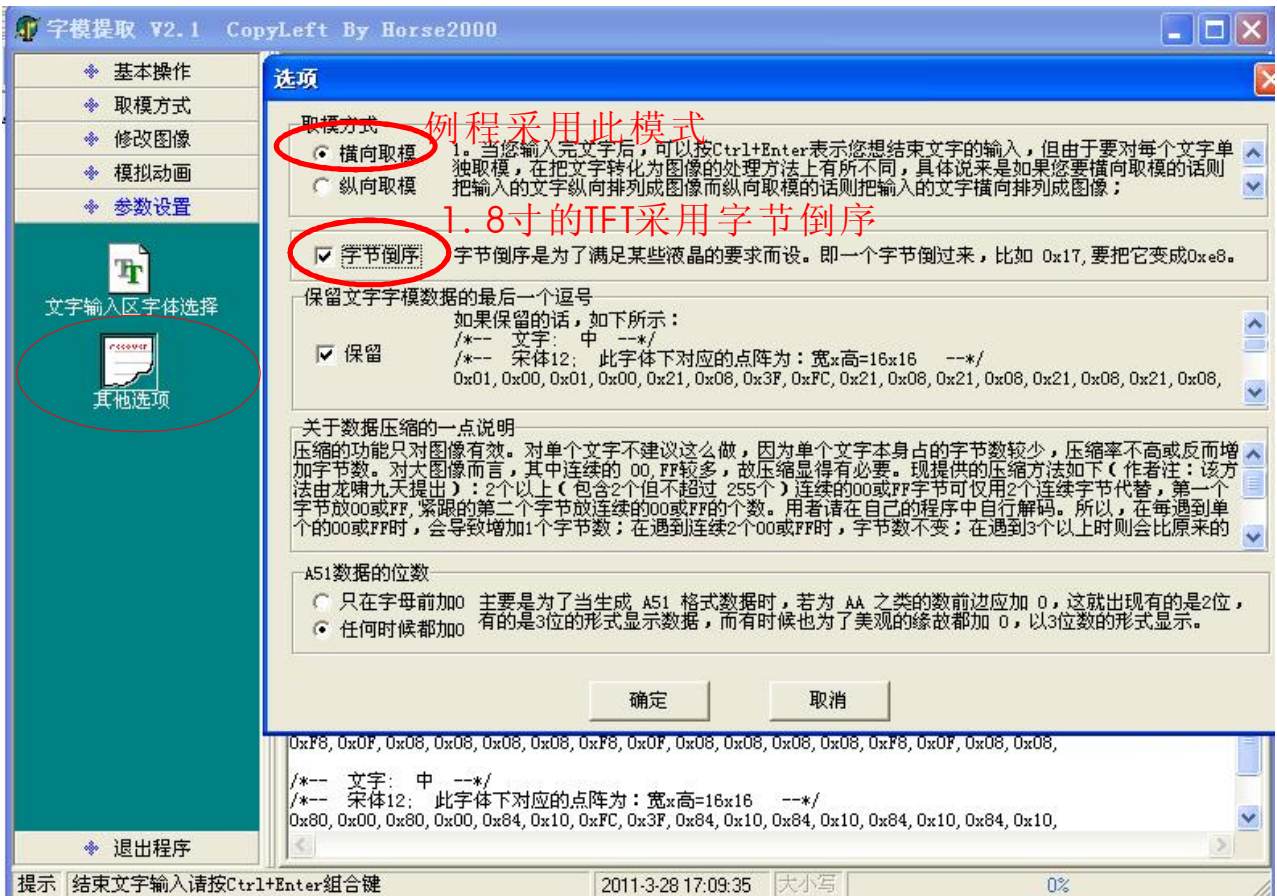 字模提取 V2.1 CopyLeft By Horse2000
基本操作
取模方式
修改图像
模拟动画
参数设置
文字输入区字体选择
其他选项
退出程序
选项
取模方式
例程采用此模式
横向取模
纵向取模
1。当您输入完文字后，可以按Ctrl+Enter表示您想结束文字的输入，但由于要对每个文字单
独取模，在把文字转化为图像的处理方法上有所不同，具体说来是如果您要横向取模的话则
把输入的文字纵向排列成图像而纵向取模的话则把输入的文字横向排列成图像；
1.8寸的TFT采用字节倒序
字节倒序
字节倒序是为了满足某些液晶的要求而设。即一个字节倒过来，比如 0x17,要把它变成0xe8。
保留文字字模数据的最后一个逗号
保留
如果保留的话，如下所示：
/*-- 文字: 中 --*/
/*-- 宋体12; 此字体下对应的点阵为：宽x高=16x16 --*/
0x01,0x00,0x01,0x00,0x21,0x08,0x3F,0xFC,0x21,0x08,0x21,0x08,0x21,0x08,0x21,0x08,
关于数据压缩的一点说明
压缩的功能只对图像有效。对单个文字不建议这么做，因为单个文字本身占的字节数较少，压缩率不高或反而增
加字节数。对大图像而言，其中连续的 00,FF较多，故压缩显得有必要。现提供的压缩方法如下（作者注：该方
法由龙啸九天提出）：2个以上（包含2个但不超过 255个）连续的00或FF字节可仅用2个连续字节代替，第一个
字节放00或FF,紧跟的第二个字节放连续的00或FF的个数。用者请在自己的程序中自行解码。所以，在每遇到单
个的00或FF时，会导致增加1个字节数；在遇到连续2个00或FF时，字节数不变；在遇到3个以上时则会比原来的
A51数据的位数
只在字母前加0
任何时候都加0
主要是为了当生成 A51 格式数据时，若为 AA 之类的数前边应加 0，这就出现有的是2位，
有的是3位的形式显示数据，而有时候也为了美观的缘故都加 0，以3位数的形式显示。
确定
取消
0xF8,0x0F,0x08,0x08,0x08,0x08,0xF8,0x0F,0x08,0x08,0x08,0x08,0xF8,0x0F,0x08,0x08,
/*-- 文字: 中 --*/
/*-- 宋体12; 此字体下对应的点阵为：宽x高=16x16 --*/
0x80,0x00,0x80,0x00,0x84,0x10,0xFC,0x3F,0x84,0x10,0x84,0x10,0x84,0x10,0x84,0x10,
提示
结束文字输入请按Ctrl+Enter组合键
2011-3-28 17:09:35
大小写
0%